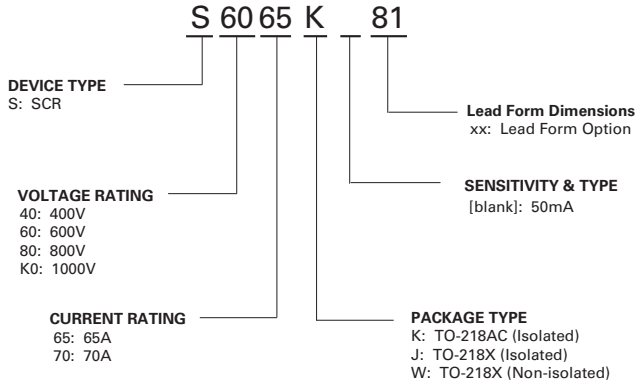 S 60 65 K 81
DEVICE TYPE
S: SCR
Lead Form Dimensions
xx: Lead Form Option
VOLTAGE RATING
40: 400V
60: 600V
80: 800V
K0: 1000V
SENSITIVITY & TYPE
[blank]: 50mA
CURRENT RATING
65: 65A
70: 70A
PACKAGE TYPE
K: TO-218AC (Isolated)
J: TO-218X (Isolated)
W: TO-218X (Non-isolated)